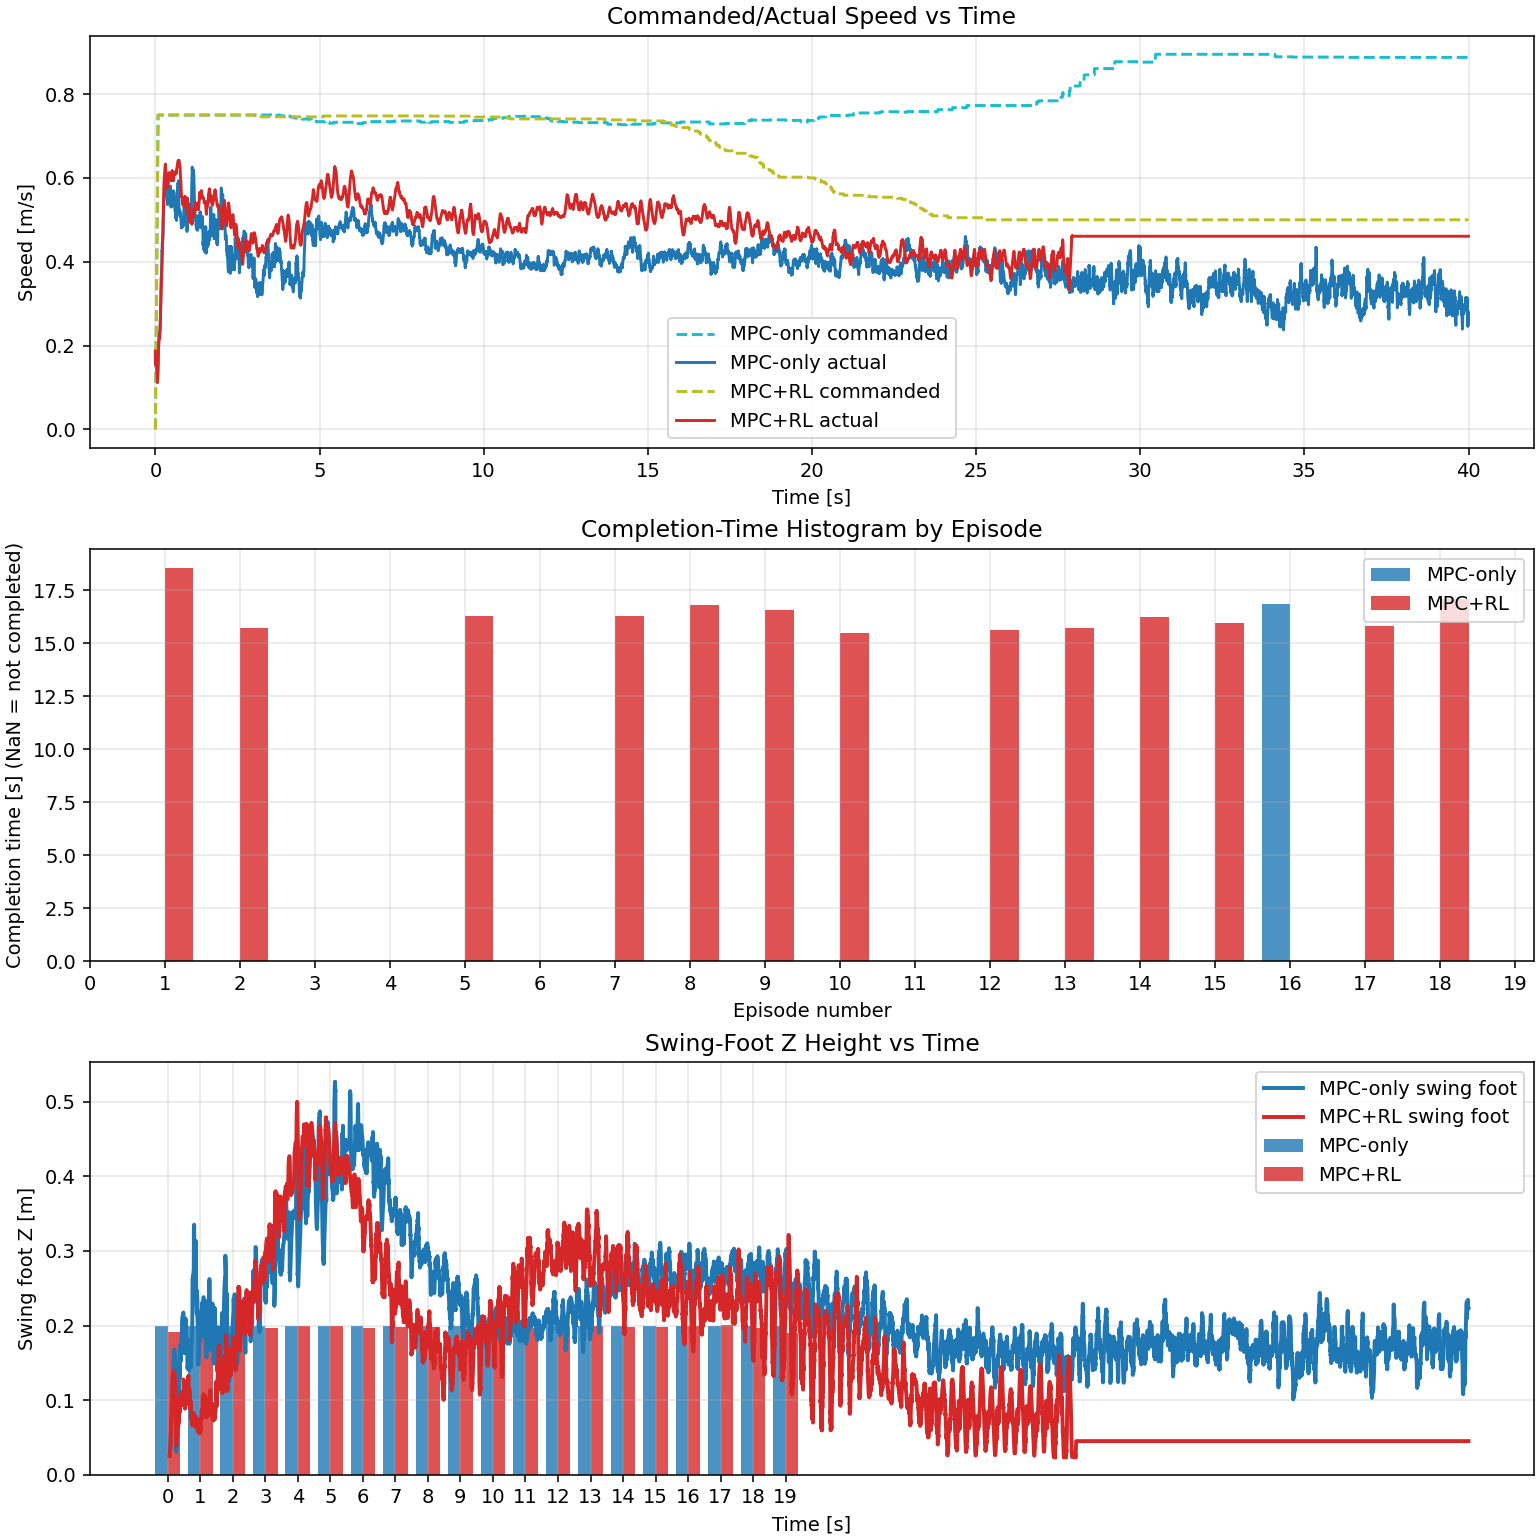 Commanded/Actual Speed vs Time
Speed [m/s]
0.8
0.6
0.4
0.2
0.0
MPC-only commanded
MPC-only actual
MPC+RL commanded
MPC+RL actual
0 5 10 15 20 25 30 35 40
Time [s]
Completion-Time Histogram by Episode
Completion time [s] (NaN = not completed)
17.5
15.0
12.5
10.0
7.5
5.0
2.5
0.0
MPC-only
MPC+RL
0 1 2 3 4 5 6 7 8 9 10 11 12 13 14 15 16 17 18 19
Episode number
Swing-Foot Z Height vs Time
Swing foot Z [m]
0.5
0.4
0.3
0.2
0.1
0.0
MPC-only swing foot
MPC+RL swing foot
MPC-only
MPC+RL
0 1 2 3 4 5 6 7 8 9 10 11 12 13 14 15 16 17 18 19
Time [s]